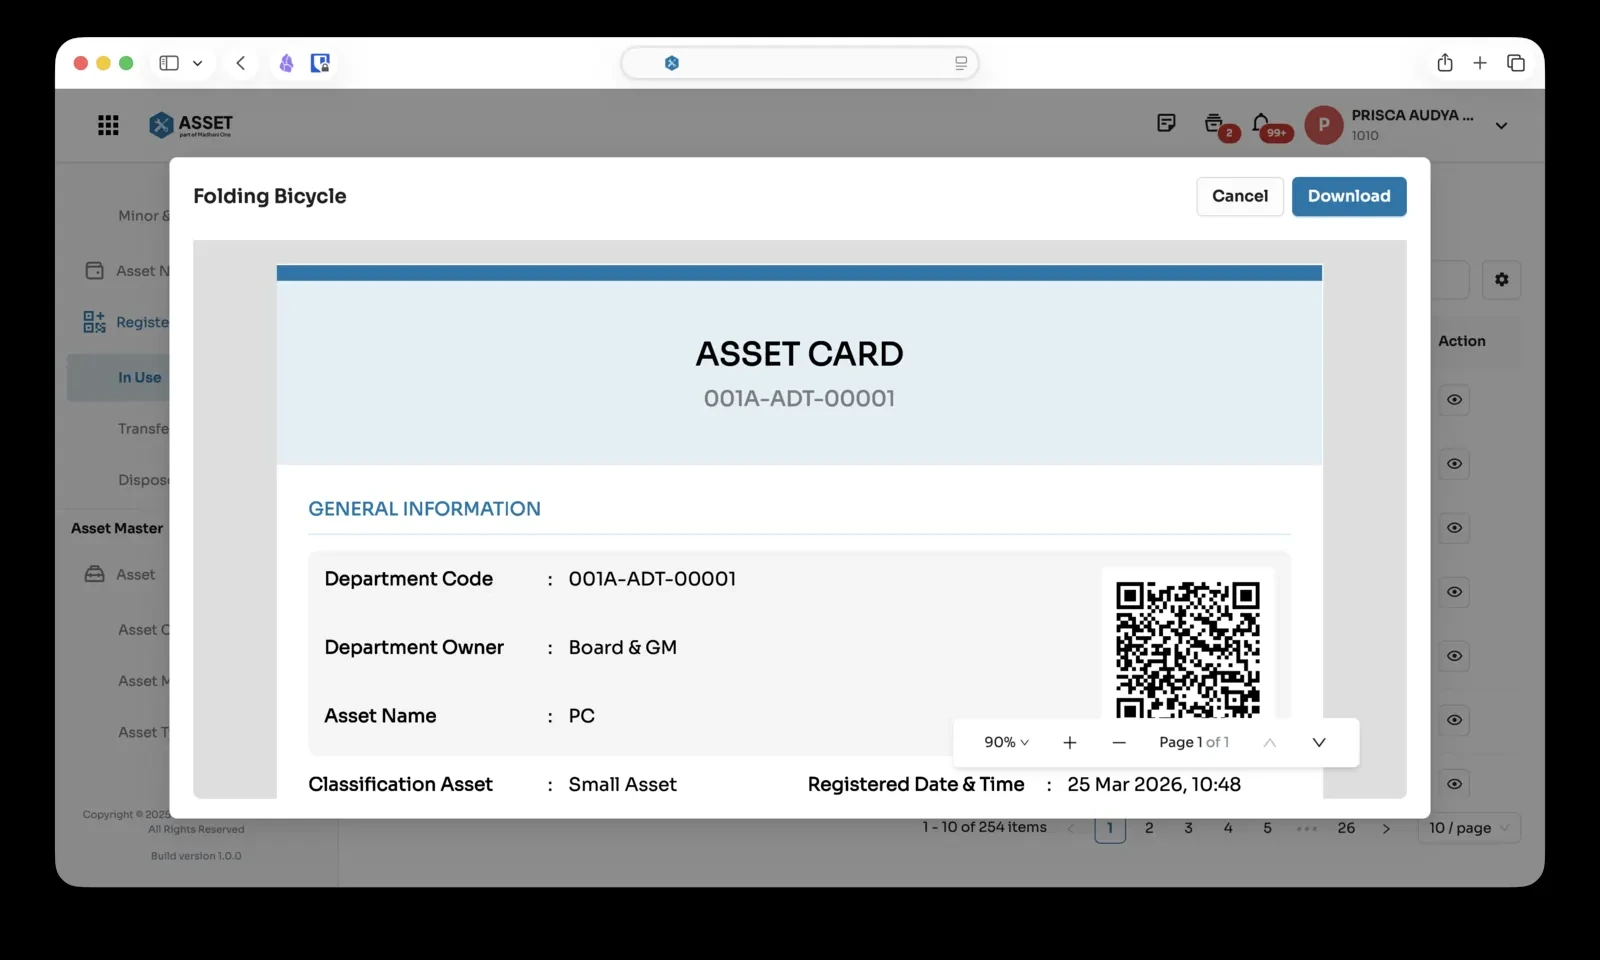 ASSET
part of Madhani One
2
99+
P
PRISCA AUDYA ...
1010
Folding Bicycle
Cancel
Download
Minor &
Asset N
Registe
In Use
Transfe
Dispos
Asset Master
Asset
Asset C
Asset M
Asset T
Copyright © 2025
All Rights Reserved
Build version 1.0.0
Action
ASSET CARD
001A-ADT-00001
GENERAL INFORMATION
Department Code : 001A-ADT-00001
Department Owner : Board & GM
Asset Name : PC
90%
Page 1 of 1
Classification Asset : Small Asset
Registered Date & Time : 25 Mar 2026, 10:48
1 - 10 of 254 items
1 2 3 4 5 ••• 26
10 / page